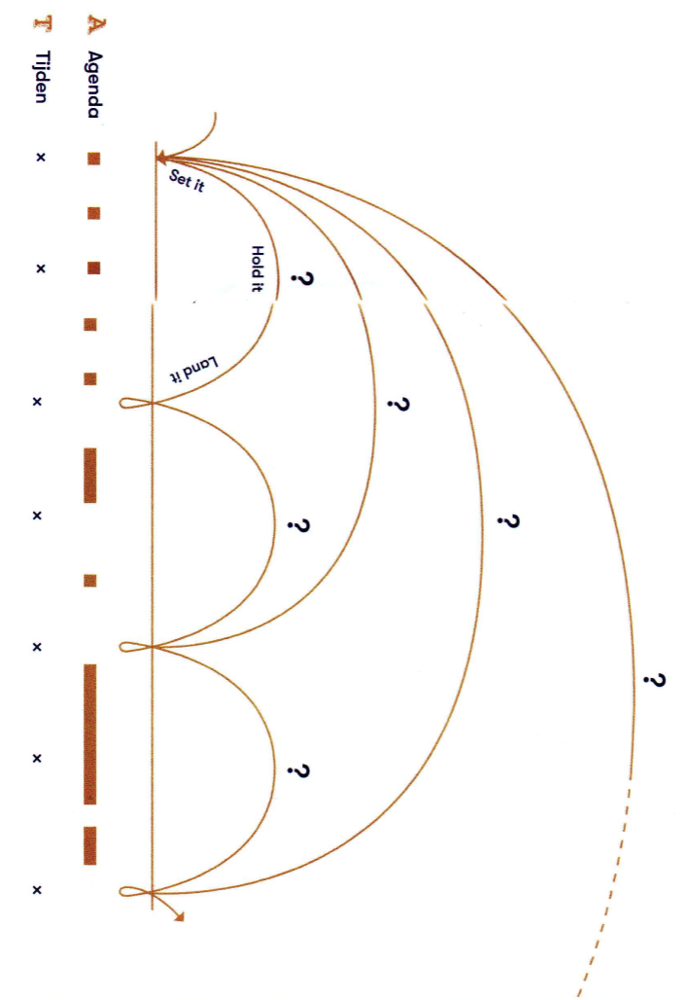 ?
?
?
? ? ?
Set it Hold it Land it
A Agenda
T Tijden × × × × × × ×